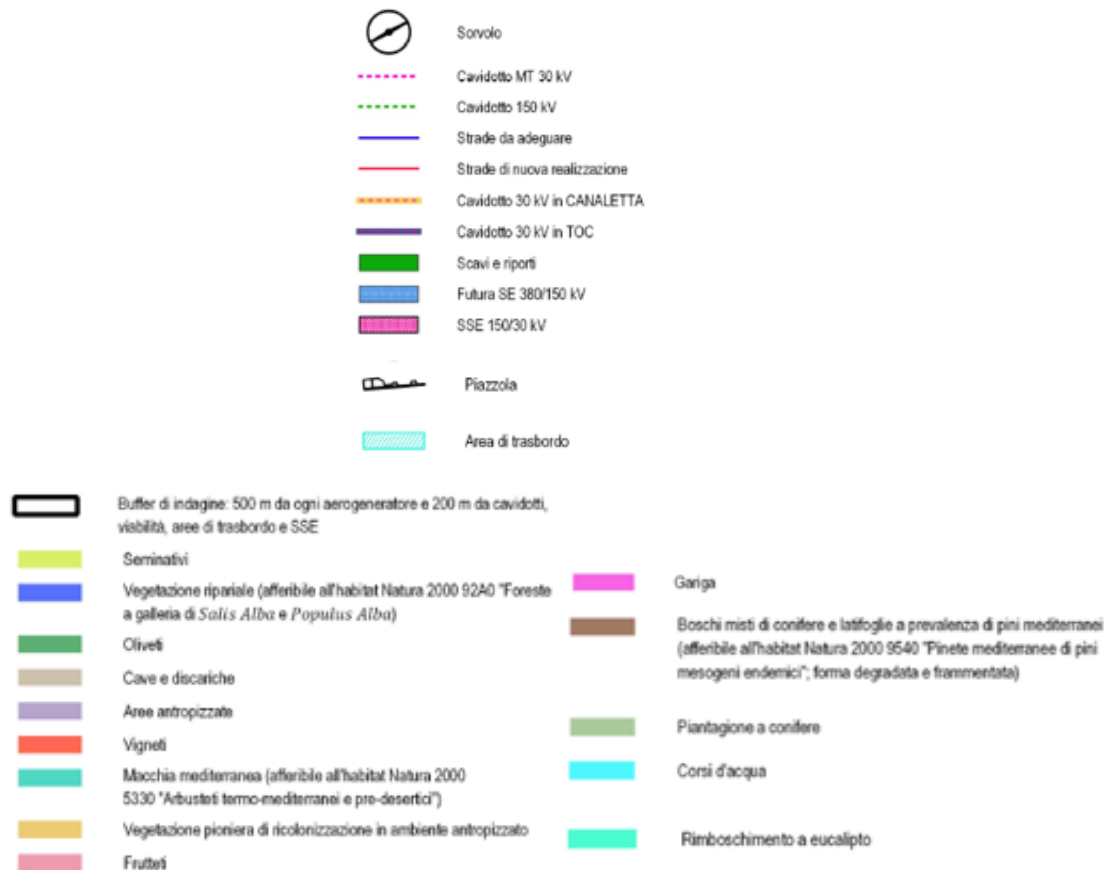 Sorvolo
Cavidotto MT 30 kV
Cavidotto 150 kV
Strade da adeguare
Strade di nuova realizzazione
Cavidotto 30 kV in CANALETTA
Cavidotto 30 kV in TOC
Scavi e riporti
Futura SE 380/150 kV
SSE 150/30 kV
Piazzola
Area di trasbordo
Buffer di indagine: 500 m da ogni aerogeneratore e 200 m da cavidotti,
viabilità, aree di trasbordo e SSE
Seminativi
Vegetazione ripariale (afferibile all'habitat Natura 2000 92A0 "Foreste
a galleria di Salis Alba e Populus Alba)
Oliveti
Cave e discariche
Aree antropizzate
Vigneti
Macchia mediterranea (afferibile all'habitat Natura 2000
5330 "Arbusteti termo-mediterranei e pre-desertici")
Vegetazione pioniera di ricolonizzazione in ambiente antropizzato
Frutteti
Gariga
Boschi misti di conifere e latifoglie a prevalenza di pini mediterranei
(afferibile all'habitat Natura 2000 9540 "Pinete mediterranee di pini
mesogeni endemici"; forma degradata e frammentata)
Piantagione a conifere
Corsi d'acqua
Rimboschimento a eucalipto